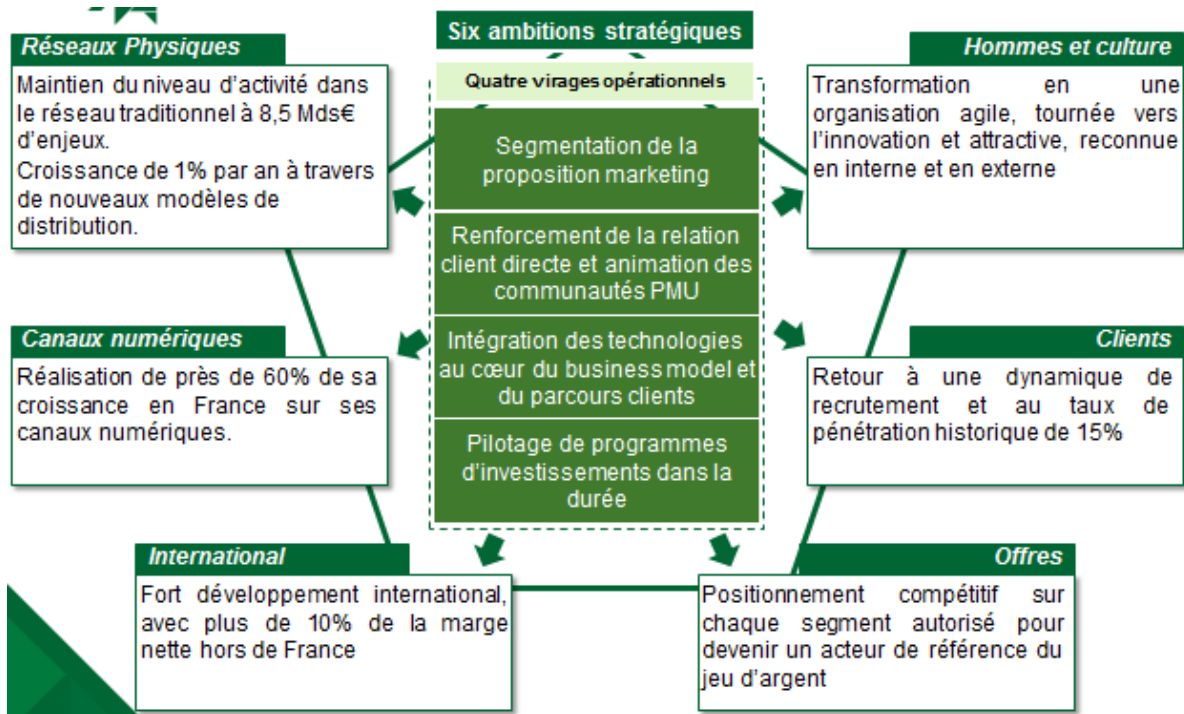 Six ambitions stratégiques
Quatre virages opérationnels
Segmentation de la
proposition marketing
Renforcement de la relation
client directe et animation des
communautés PMU
Intégration des technologies
au cœur du business model et
du parcours clients
Pilotage de programmes
d'investissements dans la
durée
Réseaux Physiques
Maintien du niveau d'activité dans
le réseau traditionnel à 8,5 Mds€
d'enjeux.
Croissance de 1% par an à travers
de nouveaux modèles de
distribution.
Hommes et culture
Transformation en une
organisation agile, tournée vers
l'innovation et attractive, reconnue
en interne et en externe
Canaux numériques
Réalisation de près de 60% de sa
croissance en France sur ses
canaux numériques.
Clients
Retour à une dynamique de
recrutement et au taux de
pénétration historique de 15%
International
Fort développement international,
avec plus de 10% de la marge
nette hors de France
Offres
Positionnement compétitif sur
chaque segment autorisé pour
devenir un acteur de référence du
jeu d'argent